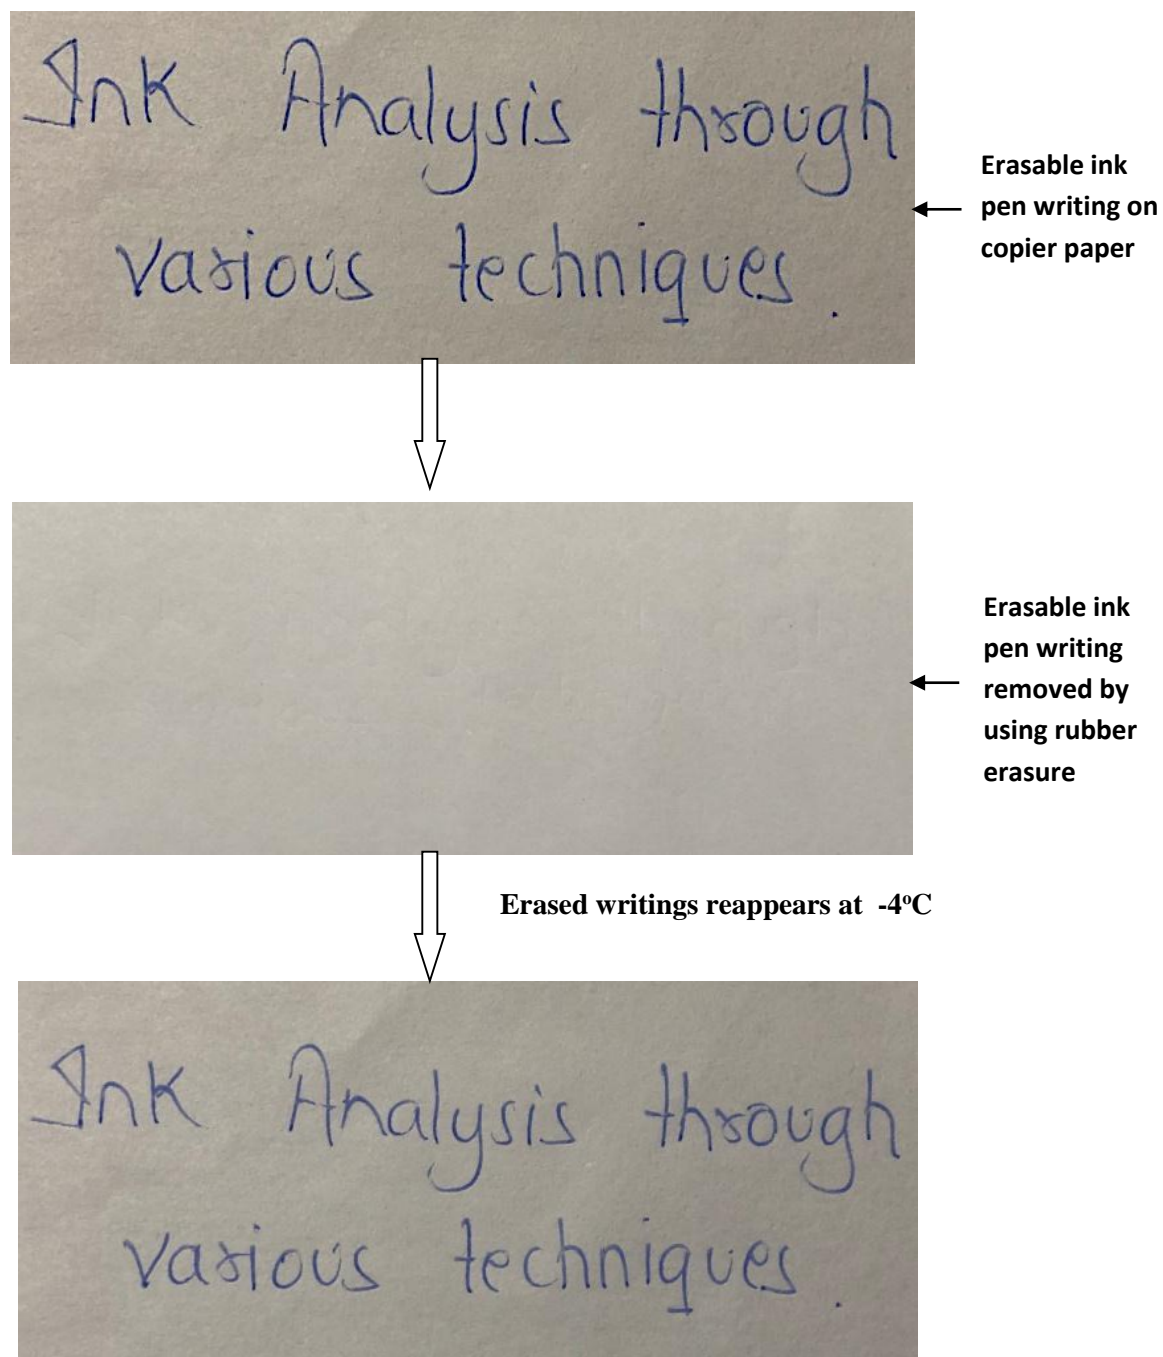 Ink Analysis through
various techniques.
Erasable ink
pen writing on
copier paper
Erasable ink
pen writing
removed by
using rubber
erasure
Erased writings reappears at -4°C
Ink Analysis through
various techniques.